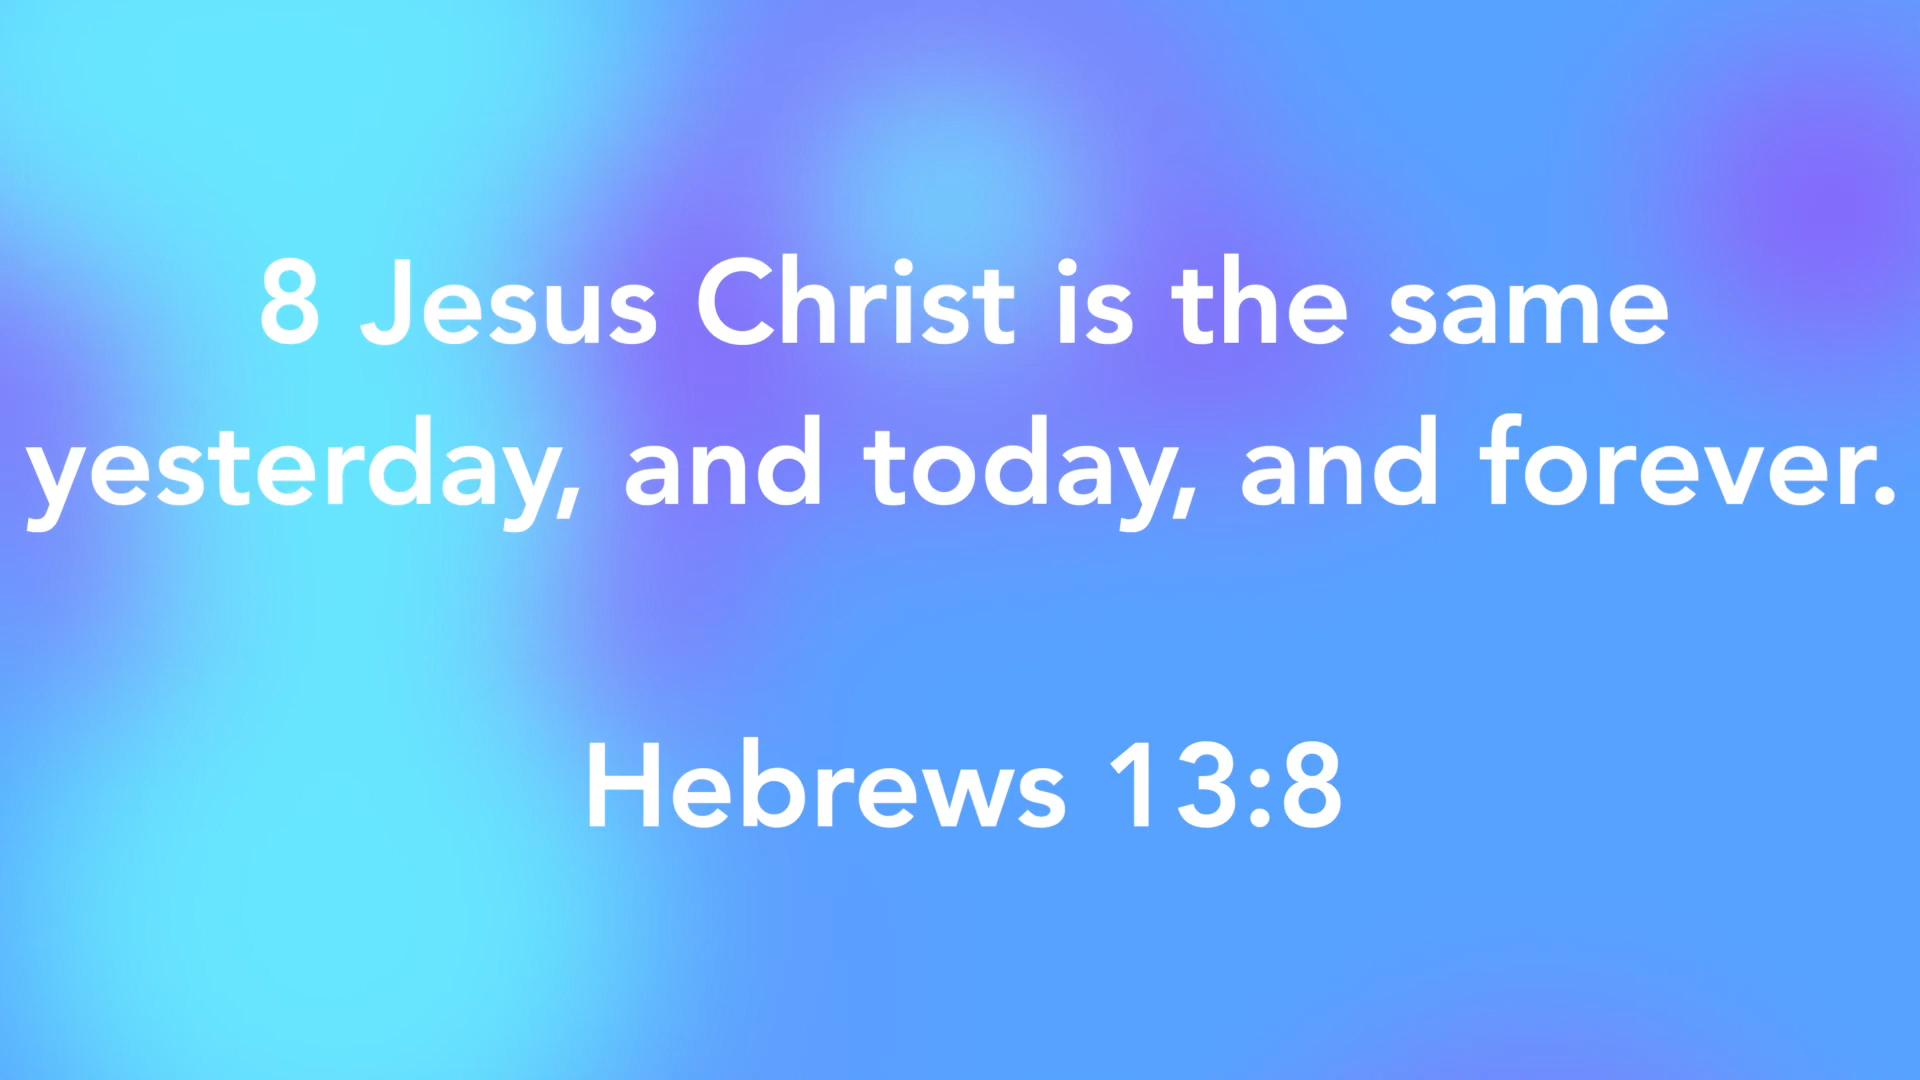 8 Jesus Christ is the same
yesterday, and today, and forever.
Hebrews 13:8